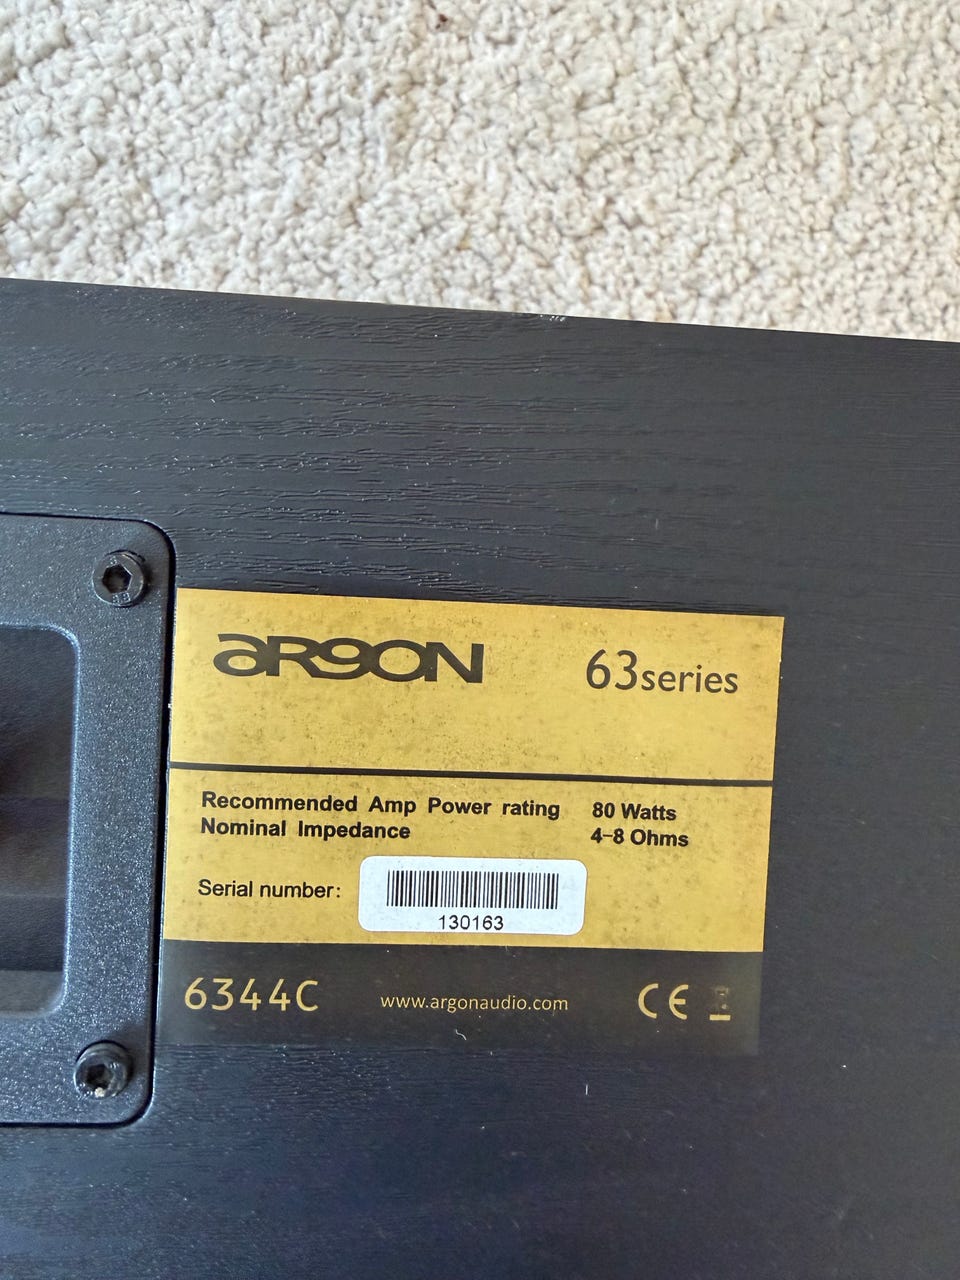 ARGON
63series
Recommended Amp Power rating 80 Watts
Nominal Impedance 4-8 Ohms
Serial number:
130163
6344C www.argonaudio.com CE